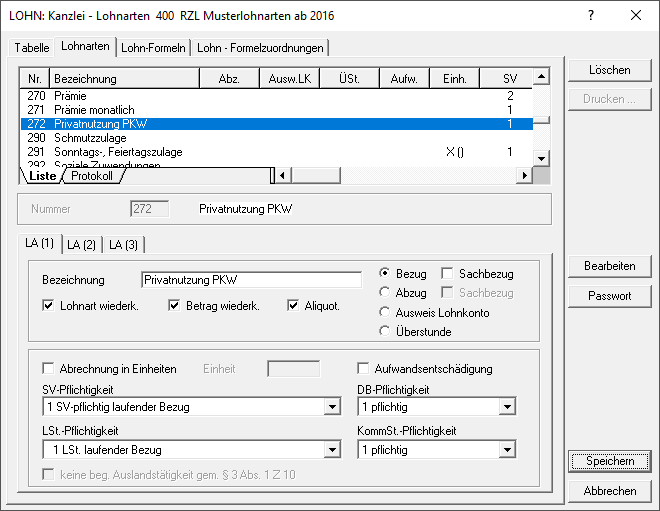 LOHN: Kanzlei - Lohnarten 400 RZL Musterlohnarten ab 2016
Tabelle Lohnarten Lohn-Formeln Lohn - Formelzuordnungen
Nr. Bezeichnung Abz. Ausw.LK ÜSt. Aufw. Einh. SV
270 Prämie 2
271 Prämie monatlich 1
272 Privatnutzung PKW 1
290 Schmutzzulage
291 Sonntags-, Feiertagszulage X () 1
292 Soziale Zuwendungen
Liste Protokoll
Löschen
Drucken ...
Nummer 272 Privatnutzung PKW
LA (1) LA (2) LA (3)
Bezeichnung Privatnutzung PKW
Lohnart wiederk. Betrag wiederk. Aliquot.
Bezug Sachbezug
Abzug Sachbezug
Ausweis Lohnkonto
Überstunde
Bearbeiten
Passwort
Abrechnung in Einheiten Einheit Aufwandsentschädigung
SV-Pflichtigkeit DB-Pflichtigkeit
1 SV-pflichtig laufender Bezug 1 pflichtig
LSt.-Pflichtigkeit KommSt.-Pflichtigkeit
1 LSt. laufender Bezug 1 pflichtig
keine beg. Auslandstätigkeit gem. § 3 Abs. 1 Z 10
Speichern
Abbrechen